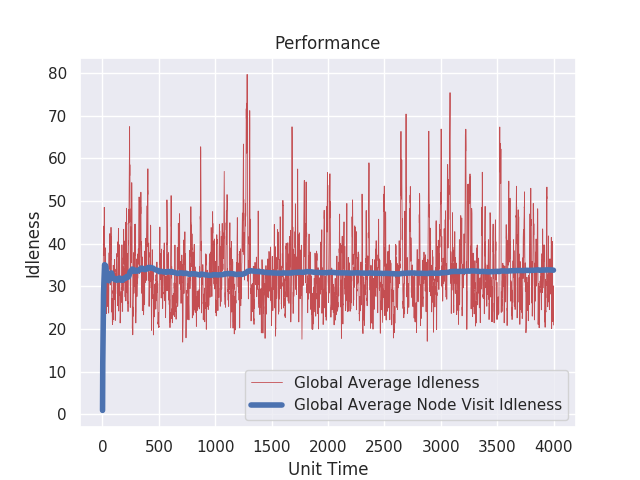 Performance
Idleness
80
70
60
50
40
30
20
10
0
Global Average Idleness
Global Average Node Visit Idleness
0 500 1000 1500 2000 2500 3000 3500 4000
Unit Time